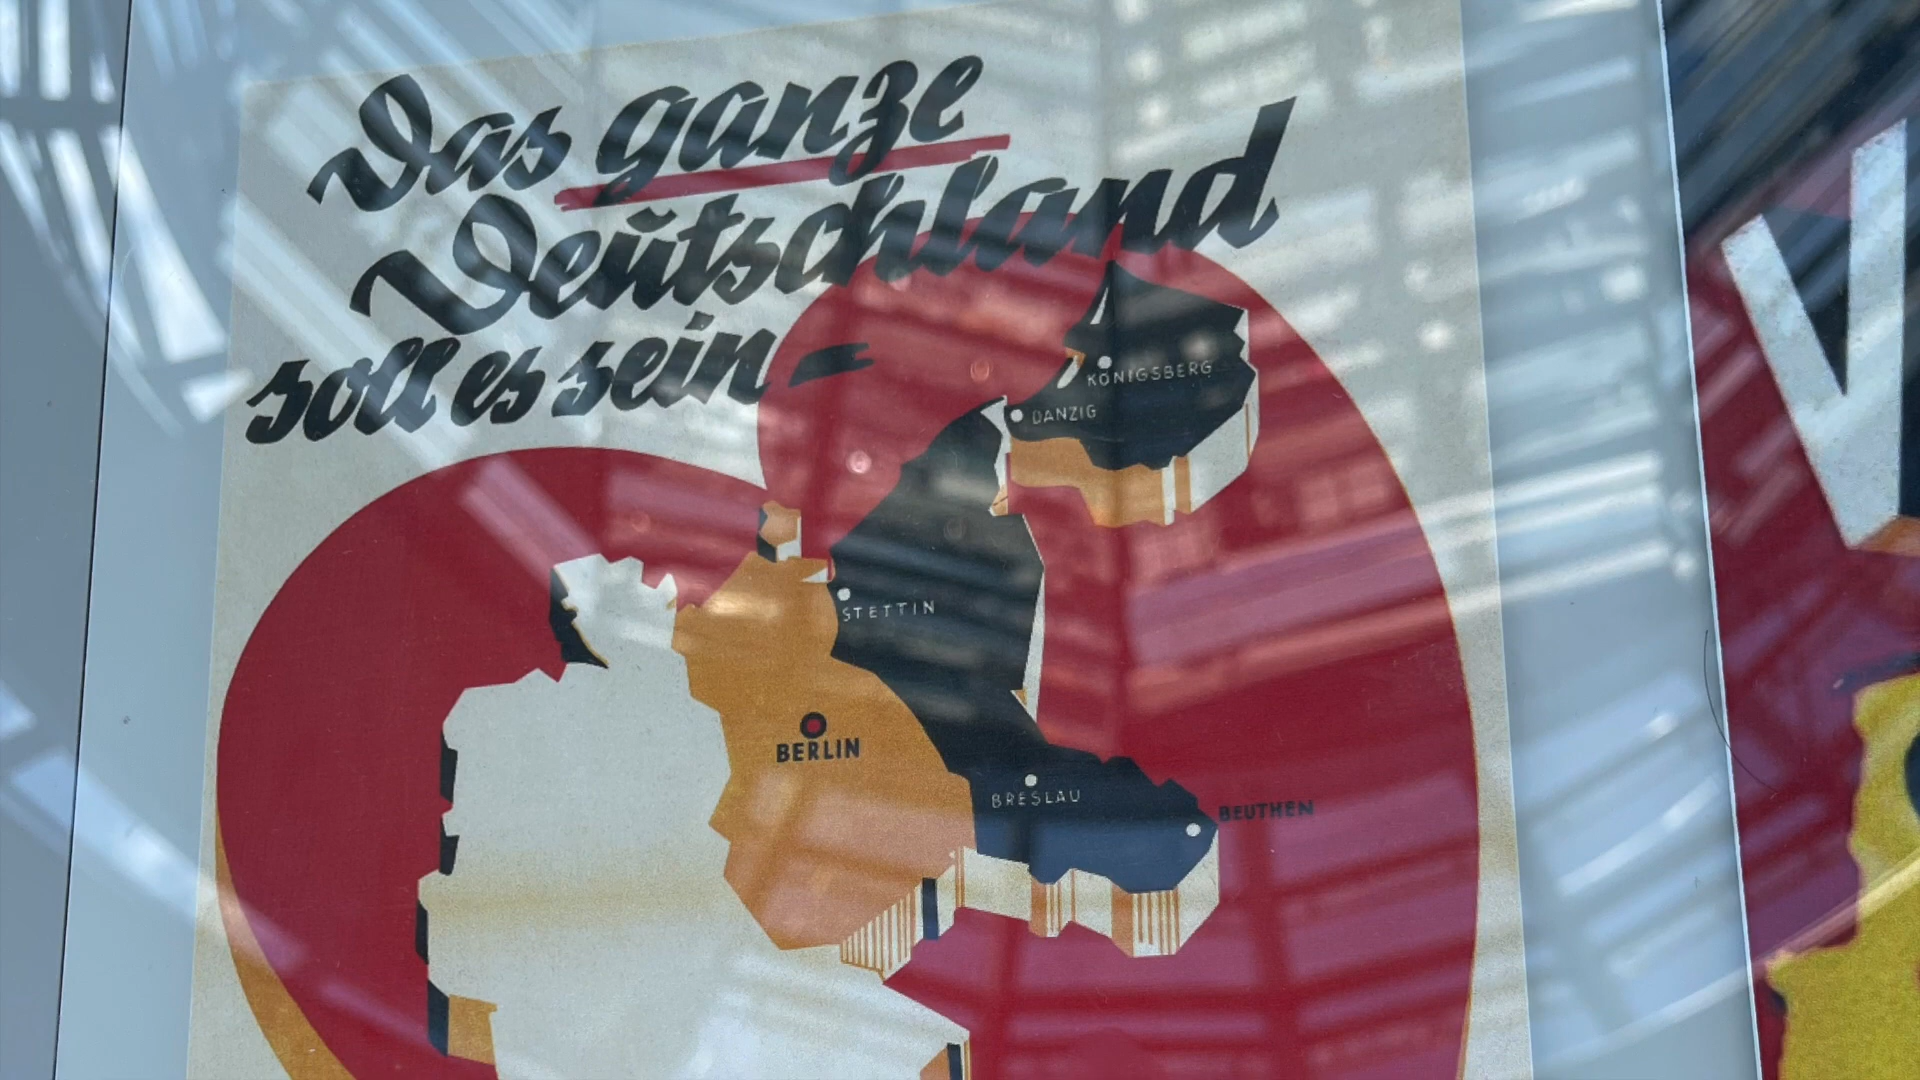 Das ganze
Deutschland
soll es sein –
KÖNIGSBERG
DANZIG
STETTIN
BERLIN
BRESLAU
BEUTHEN
V